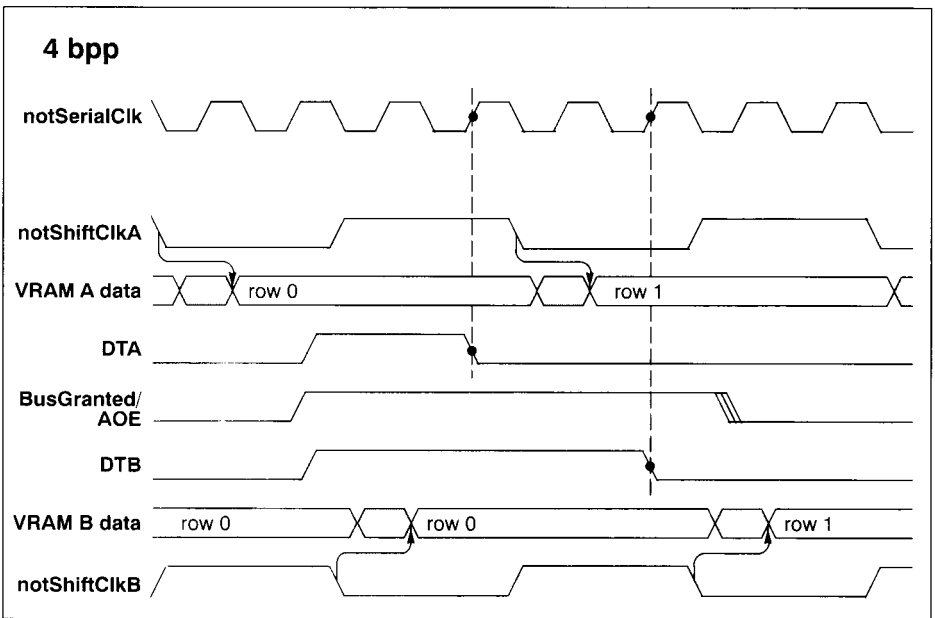 4 bpp
notSerialClk
notShiftClkA
VRAM A data
row 0
row 1
DTA
BusGranted/
AOE
DTB
VRAM B data
row 0
row 0
row 1
notShiftClkB